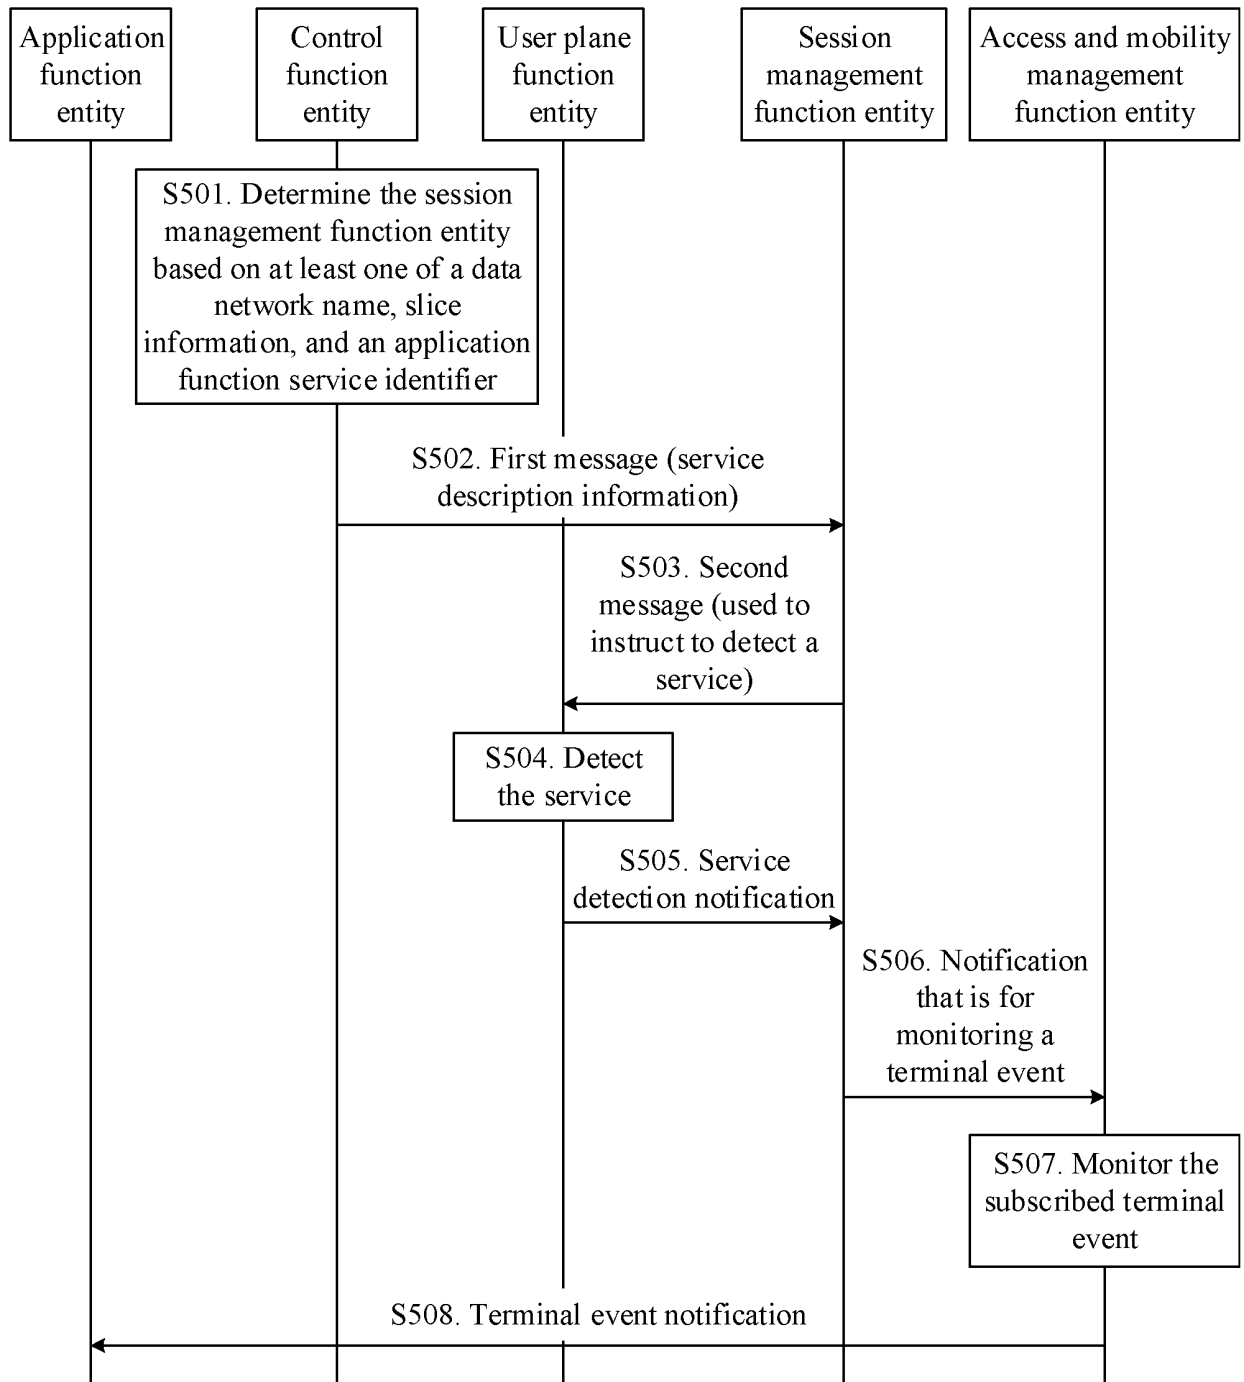 Application
function
entity
Control
function
entity
User plane
function
entity
Session
management
function entity
Access and mobility
management
function entity
S501. Determine the session
management function entity
based on at least one of a data
network name, slice
information, and an application
function service identifier
S502. First message (service
description information)
S503. Second
message (used to
instruct to detect a
service)
S504. Detect
the service
S505. Service
detection notification
S506. Notification
that is for
monitoring a
terminal event
S507. Monitor the
subscribed terminal
event
S508. Terminal event notification